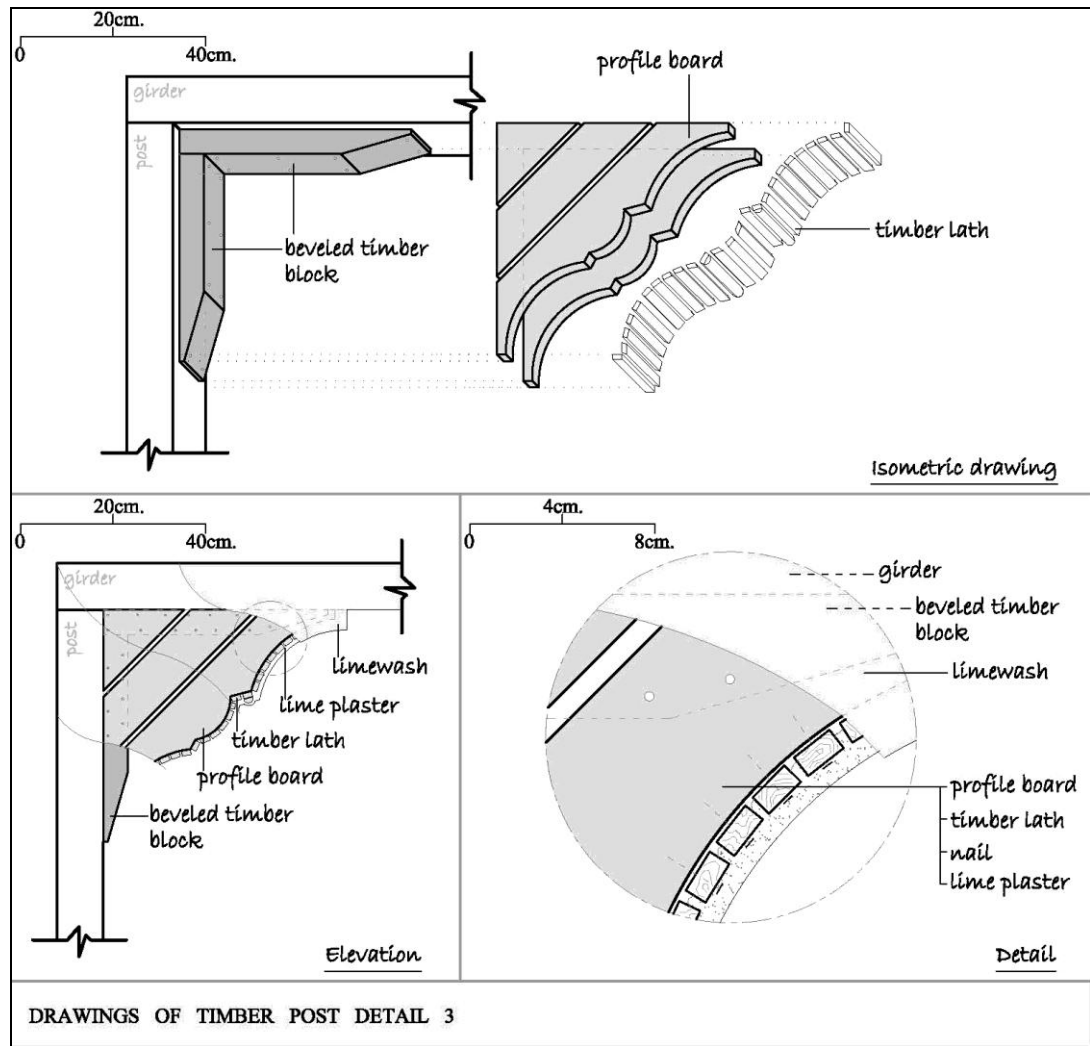 20cm.
0 40cm.
girder
post
profile board
timber lath
beveled timber
block
Isometric drawing
20cm.
0 40cm.
girder
post
limewash
lime plaster
timber lath
profile board
beveled timber
block
Elevation
4cm.
0 8cm.
girder
beveled timber
block
limewash
profile board
timber lath
nail
lime plaster
Detail
DRAWINGS OF TIMBER POST DETAIL 3